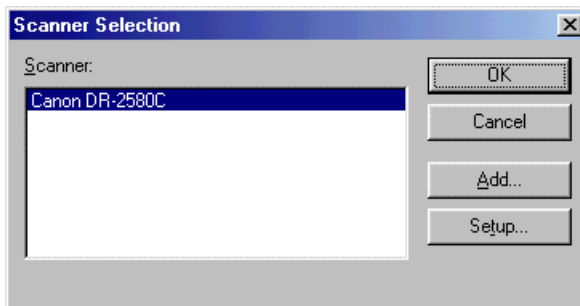 Scanner Selection
Scanner:
Canon DR-2580C
OK
Cancel
Add...
Setup...